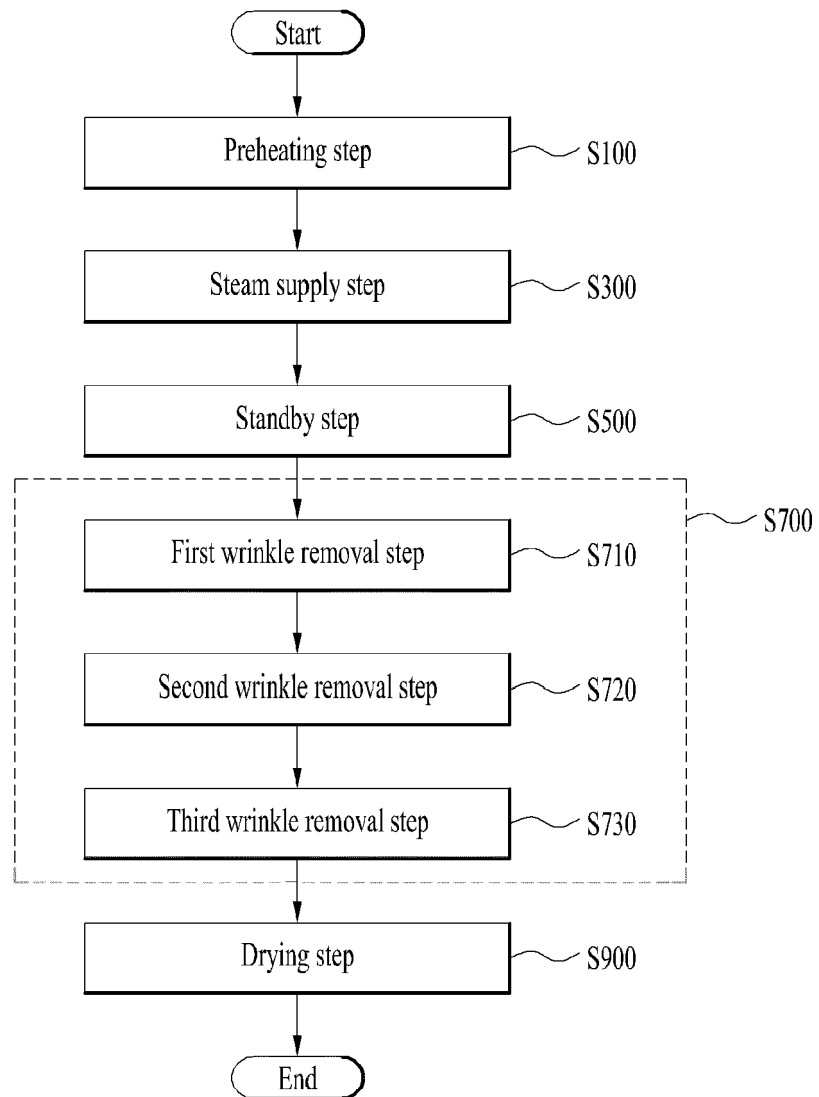 Start
Preheating step
S100
Steam supply step
S300
Standby step
S500
S700
First wrinkle removal step
S710
Second wrinkle removal step
S720
Third wrinkle removal step
S730
Drying step
S900
End